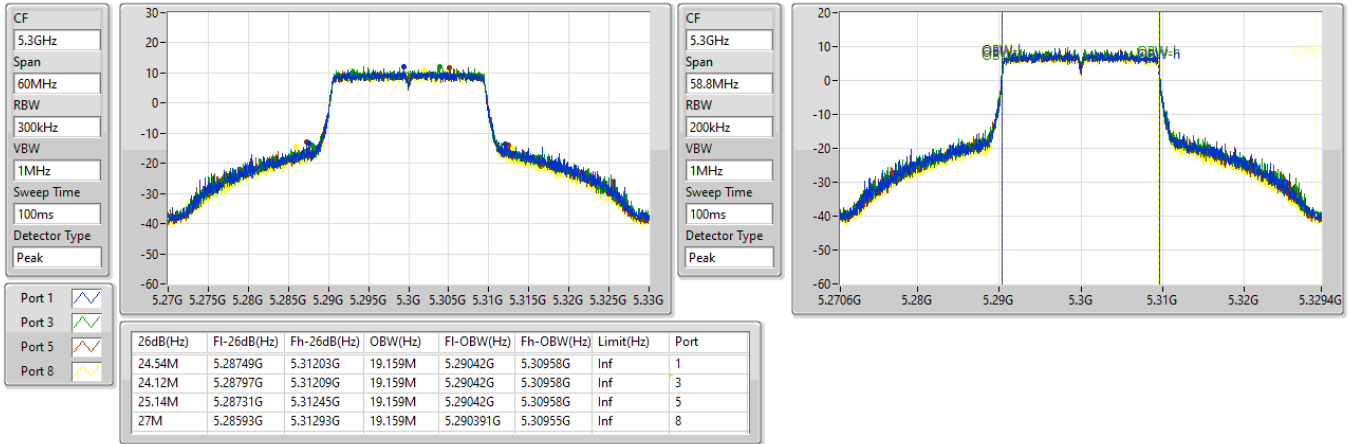 CF
5.3GHz
Span
60MHz
RBW
300kHz
VBW
1MHz
Sweep Time
100ms
Detector Type
Peak
30
20
10
0
-10
-20
-30
-40
-50
-60
5.27G 5.275G 5.28G 5.285G 5.29G 5.295G 5.3G 5.305G 5.31G 5.315G 5.32G 5.325G 5.33G
CF
5.3GHz
Span
58.8MHz
RBW
200kHz
VBW
1MHz
Sweep Time
100ms
Detector Type
Peak
20
10
0
-10
-20
-30
-40
-50
-60
OBW-h
OBW
5.2706G 5.28G 5.29G 5.3G 5.31G 5.32G 5.3294G
Port 1
Port 3
Port 5
Port 8
26dB(Hz) Fl-26dB(Hz) Fh-26dB(Hz) OBW(Hz) Fl-OBW(Hz) Fh-OBW(Hz) Limit(Hz) Port
24.54M 5.28749G 5.31203G 19.159M 5.29042G 5.30958G Inf 1
24.12M 5.28797G 5.31209G 19.159M 5.29042G 5.30958G Inf 3
25.14M 5.28731G 5.31245G 19.159M 5.29042G 5.30958G Inf 5
27M 5.28593G 5.31293G 19.159M 5.290391G 5.30955G Inf 8